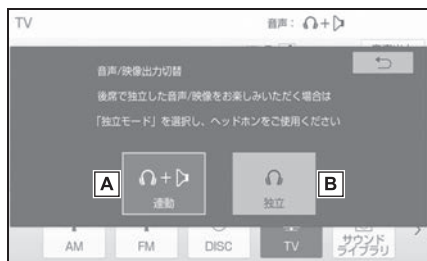 TV
音声：
音声/映像出力切替
後席で独立した音声/映像をお楽しみいただく場合は
「独立モード」を選択し、ヘッドホンをご使用ください
A
連動
B
独立
AM
FM
DISC
TV
サウンド
ライブラリ